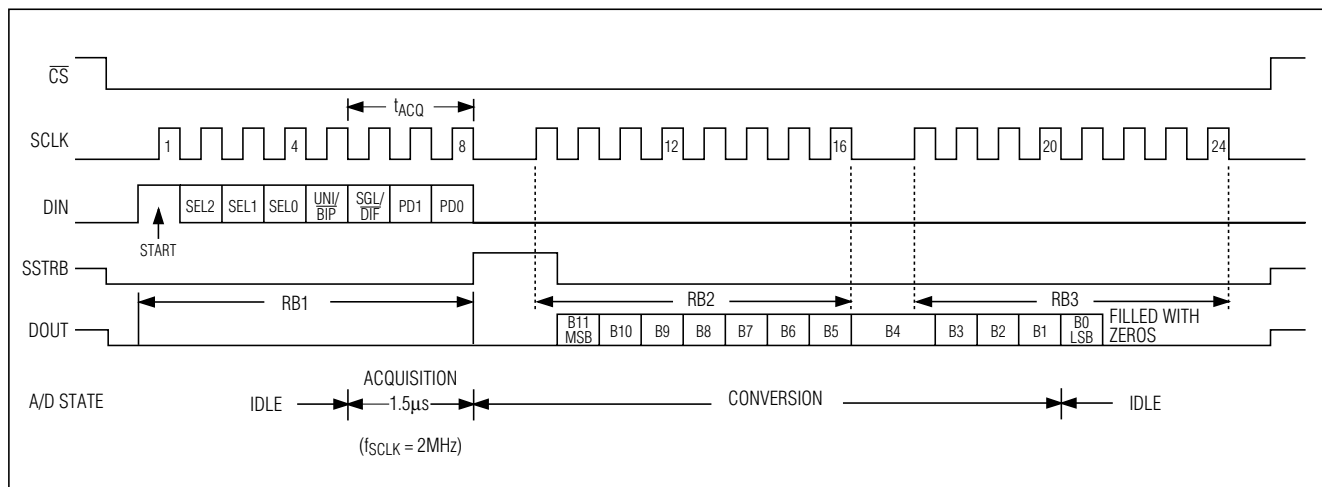 CS
tACQ
SCLK 1 4 8 12 16 20 24
DIN SEL2 SEL1 SEL0 UNI/ BIP SGL/ DIF PD1 PD0
START
SSTRB
RB1 RB2 RB3
DOUT B11 MSB B10 B9 B8 B7 B6 B5 B4 B3 B2 B1 B0 LSB FILLED WITH ZEROS
A/D STATE IDLE ACQUISITION 1.5µs CONVERSION IDLE
(fSCLK = 2MHz)